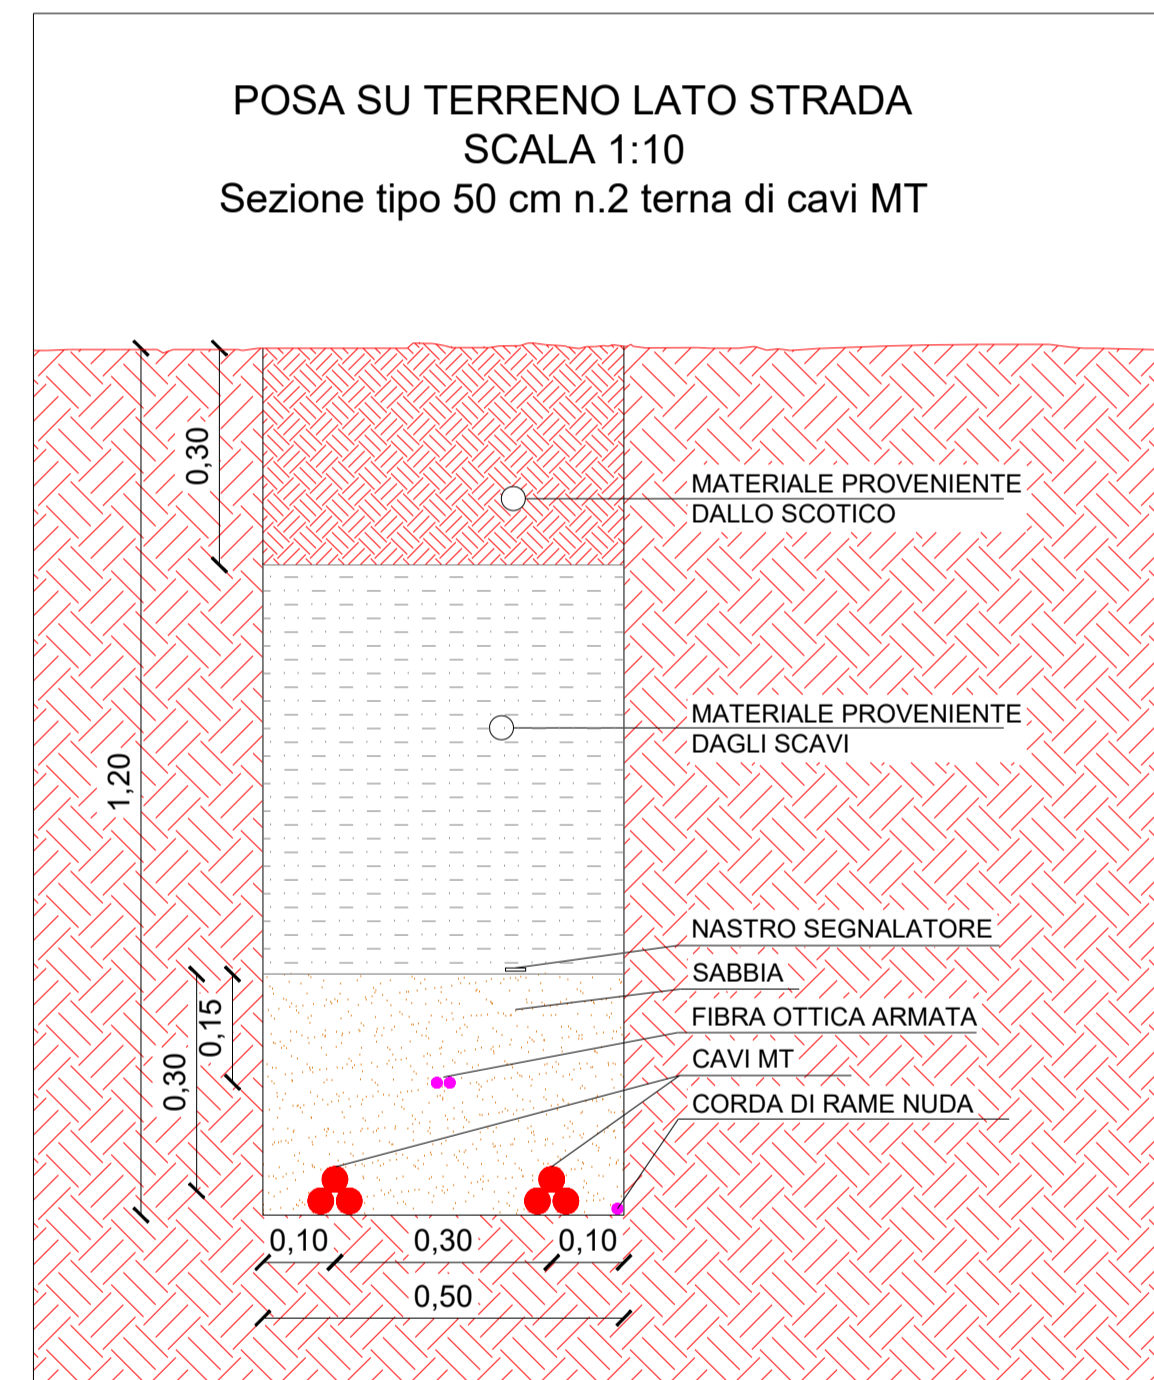 POSA SU TERRENO LATO STRADA
SCALA 1:10
Sezione tipo 50 cm n.2 terna di cavi MT
0,30
MATERIALE PROVENIENTE
DALLO SCOTICO
1,20
MATERIALE PROVENIENTE
DAGLI SCAVI
NASTRO SEGNALATORE
SABBIA
0,15
FIBRA OTTICA ARMATA
0,30
CAVI MT
CORDA DI RAME NUDA
0,10 0,30 0,10
0,50